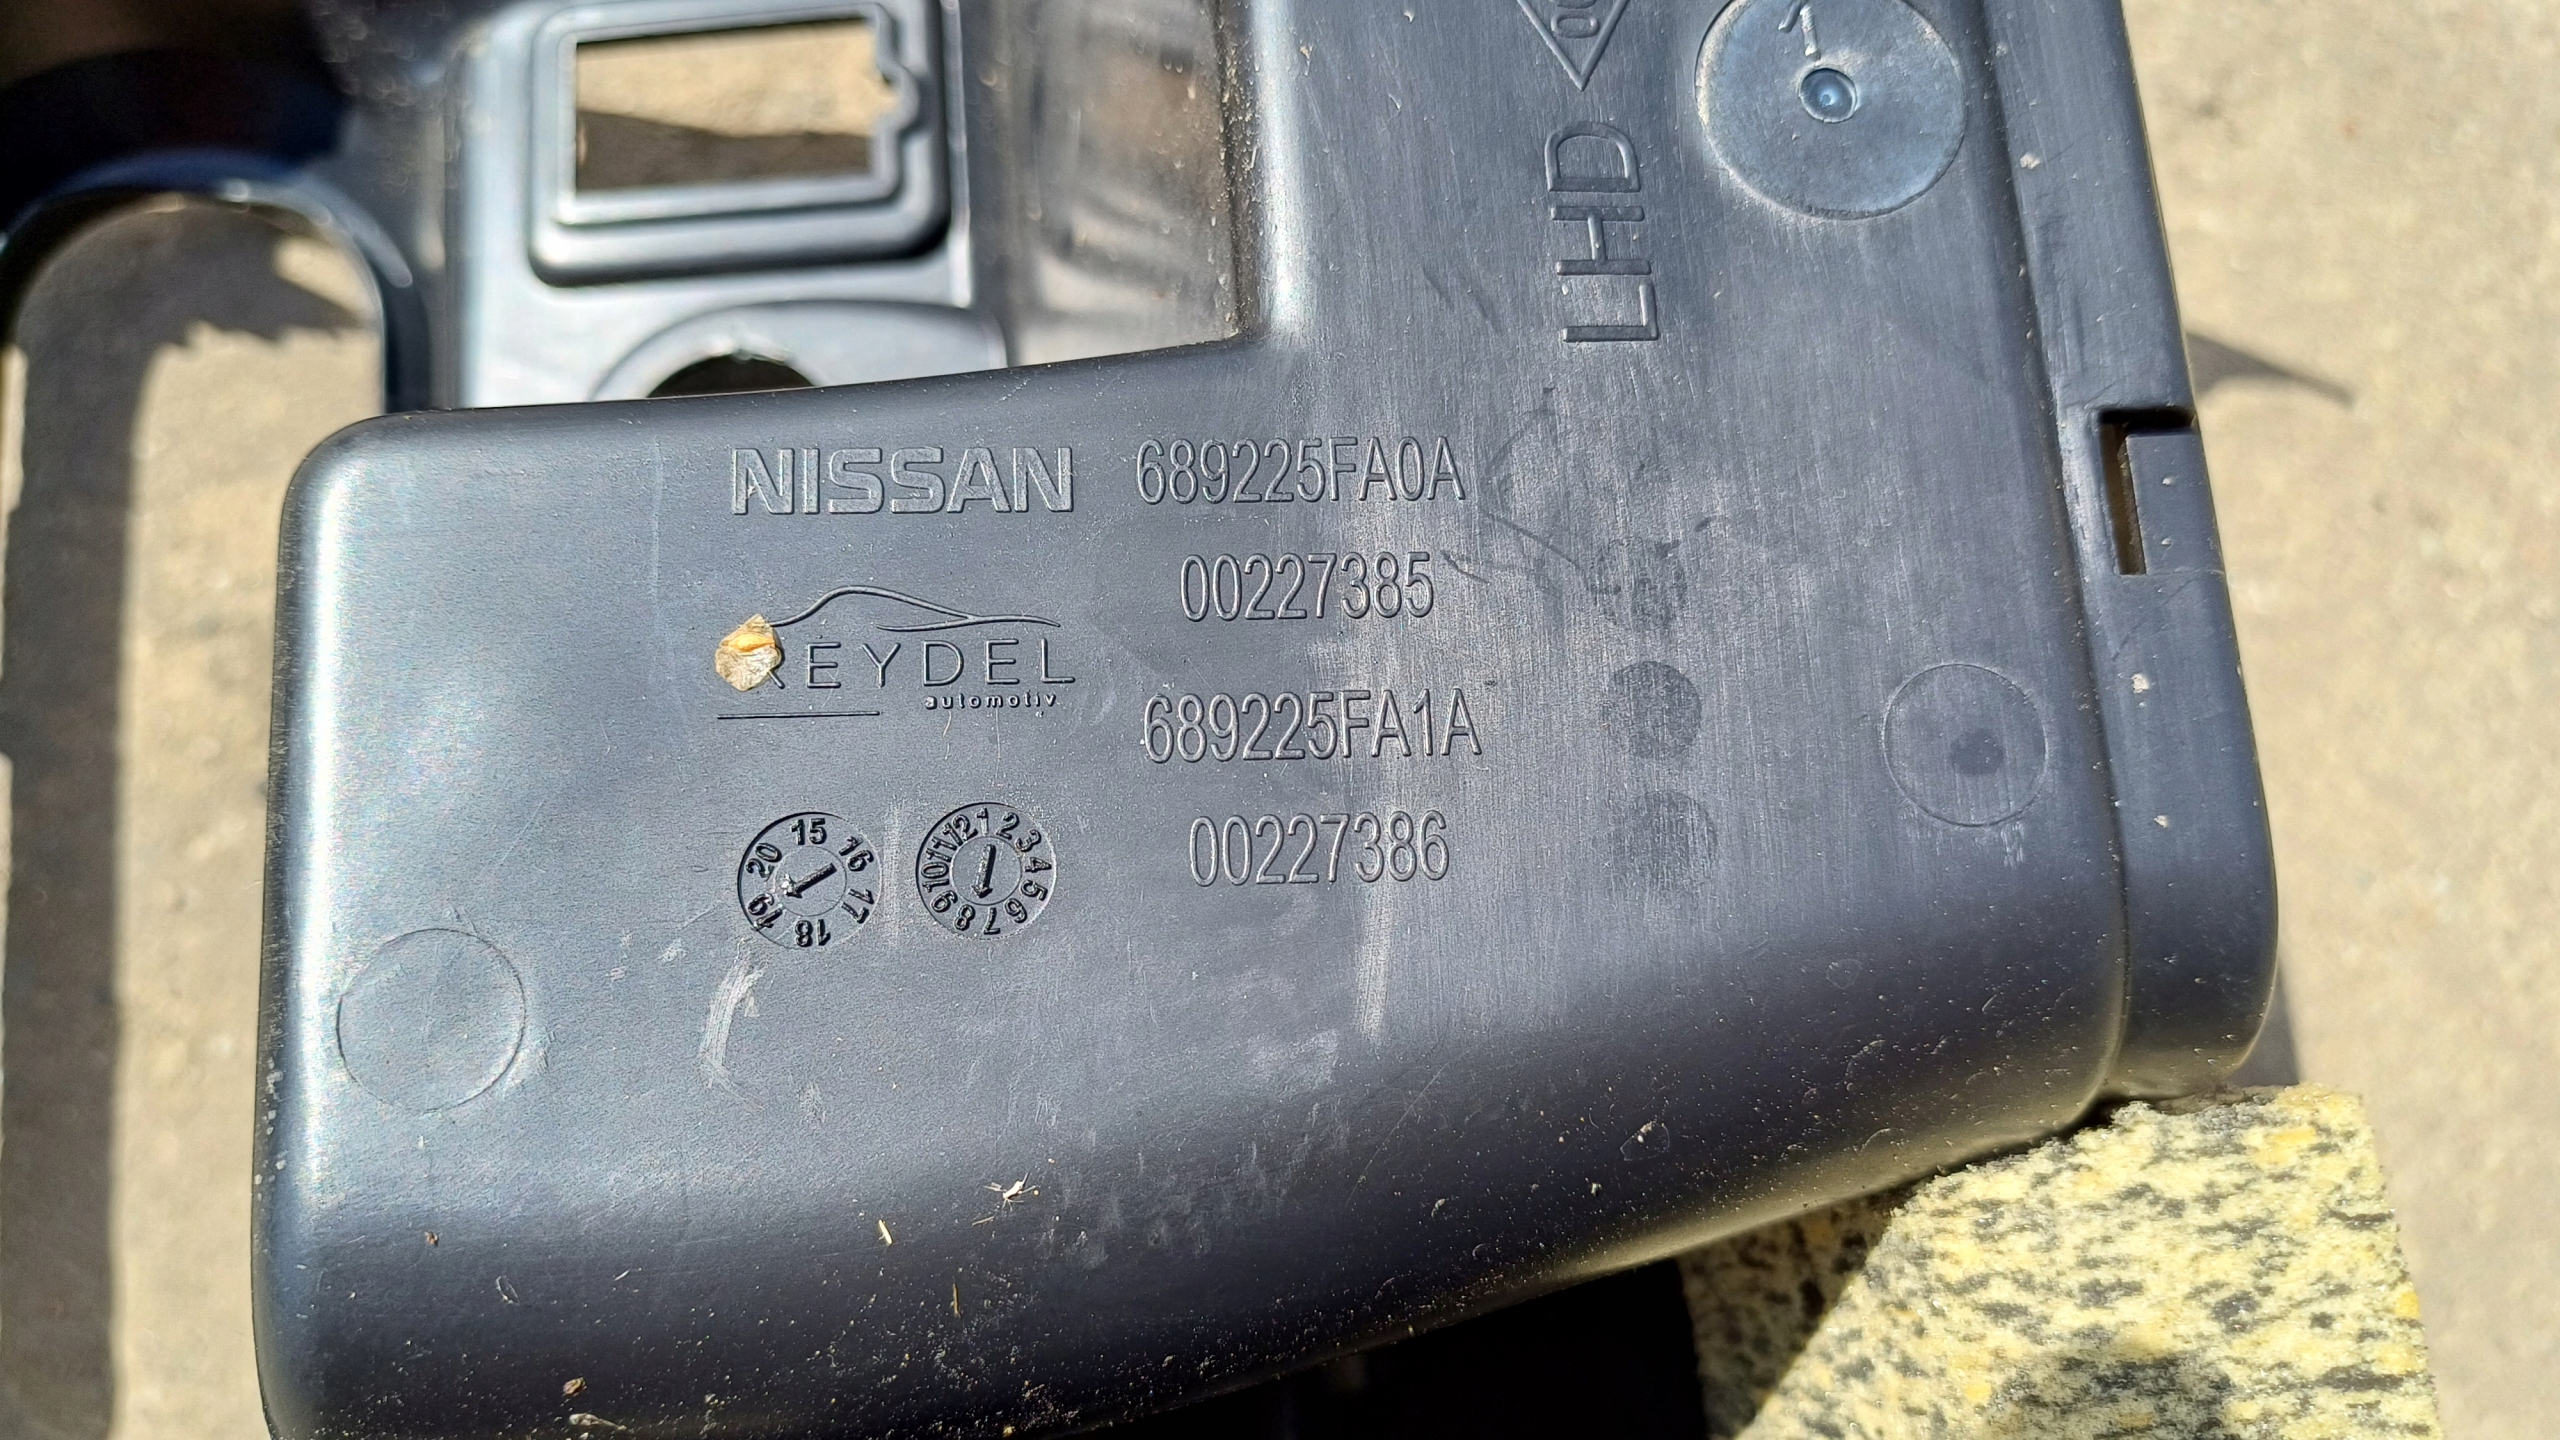 LHD
1
NISSAN 689225FA0A
00227385
REYDEL
automotiv
689225FA1A
15 16 17 18 19 20
1 2 3 4 5 6 7 8 9 10 11 12
00227386